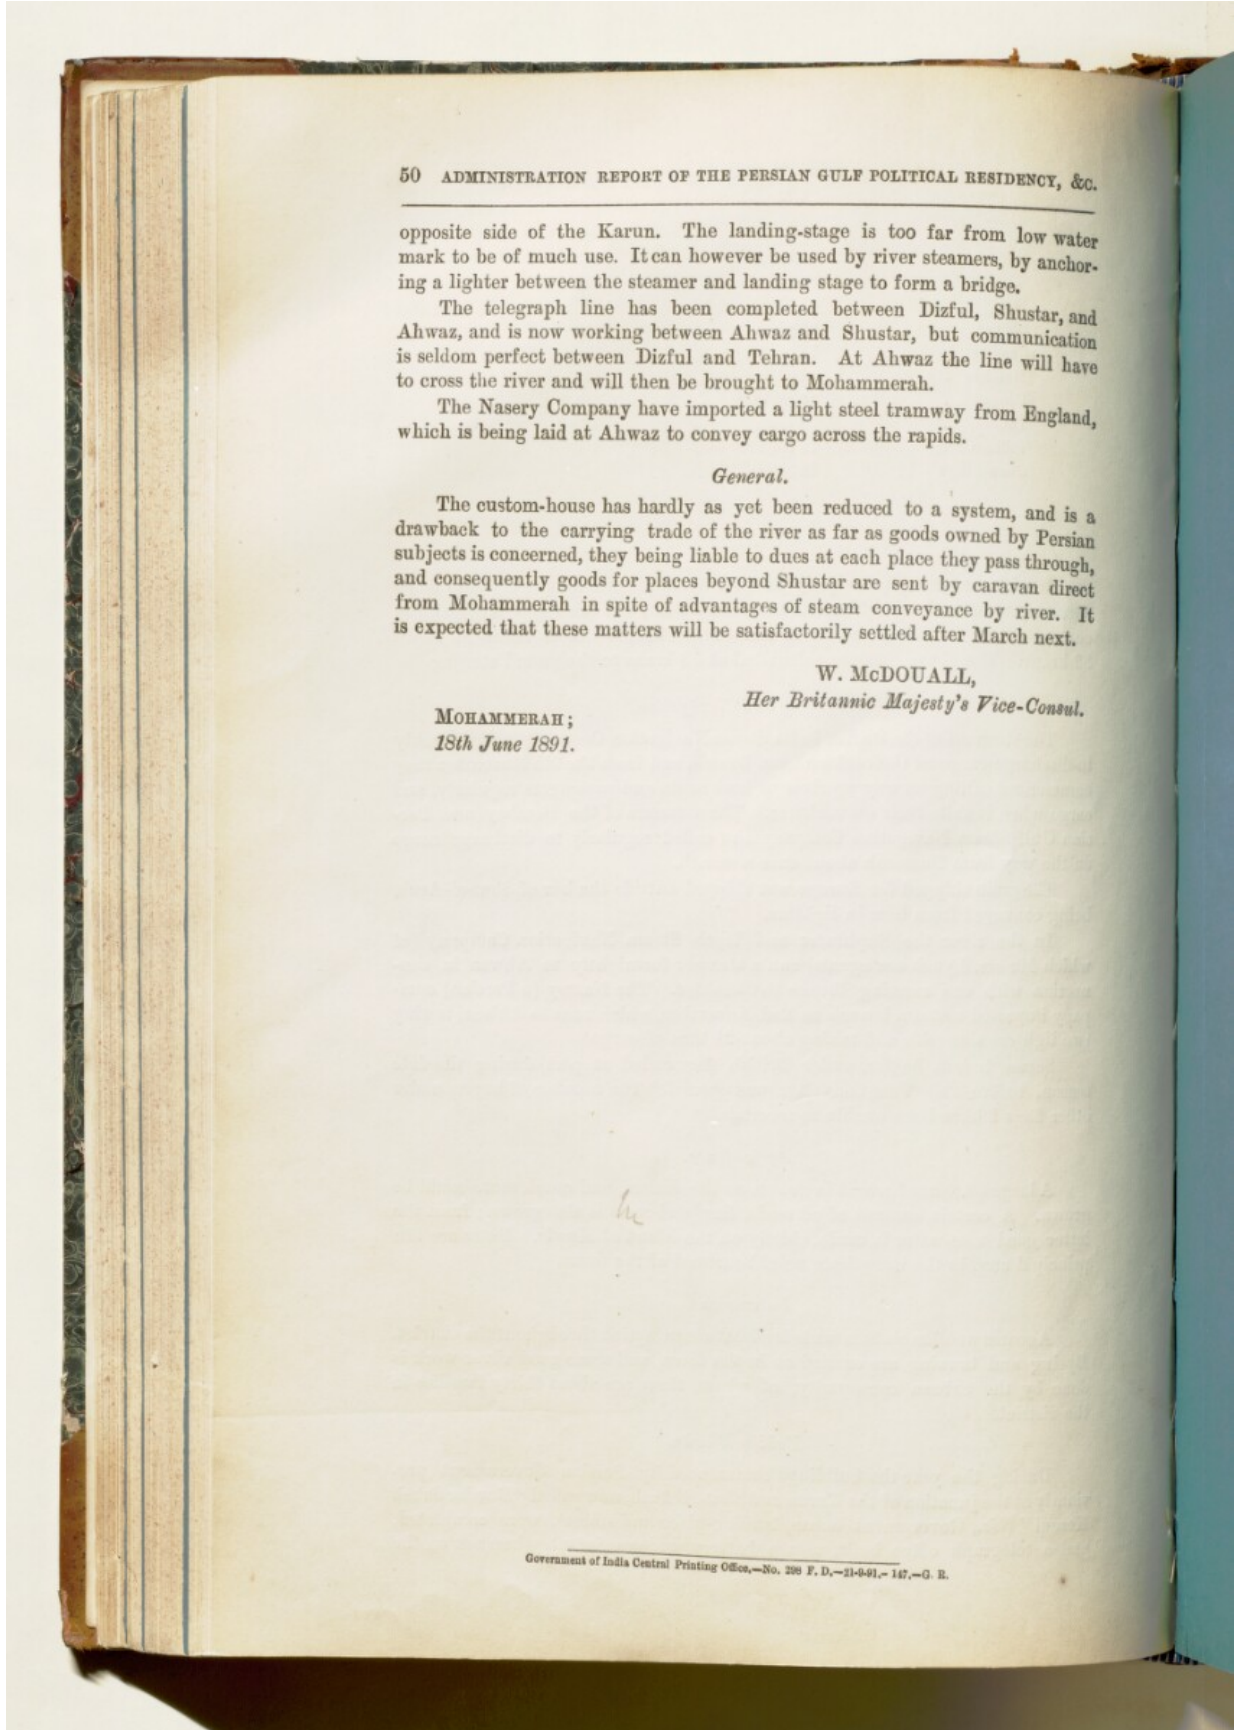 50 ADMINISTRATION REPORT OF THE PERSIAN GULF POLITICAL RESIDENCY, &C.
opposite side of the Karun. The landing-stage is too far from low water
mark to be of much use. It can however be used by river steamers, by anchor-
ing a lighter between the steamer and landing stage to form a bridge.
The telegraph line has been completed between Dizful, Shustar, and
Ahwaz, and is now working between Ahwaz and Shustar, but communication
is seldom perfect between Dizful and Tehran. At Ahwaz the line will have
to cross the river and will then be brought to Mohammerah.
The Nasery Company have imported a light steel tramway from England,
which is being laid at Ahwaz to convey cargo across the rapids.
General.
The custom-house has hardly as yet been reduced to a system, and is a
drawback to the carrying trade of the river as far as goods owned by Persian
subjects is concerned, they being liable to dues at each place they pass through,
and consequently goods for places beyond Shustar are sent by caravan direct
from Mohammerah in spite of advantages of steam conveyance by river. It
is expected that these matters will be satisfactorily settled after March next.
W. McDOUALL,
Her Britannic Majesty's Vice-Consul.
MOHAMMERAH;
18th June 1891.
Government of India Central Printing Office,—No. 298 F. D.—21-9-91.—147.—G. R.